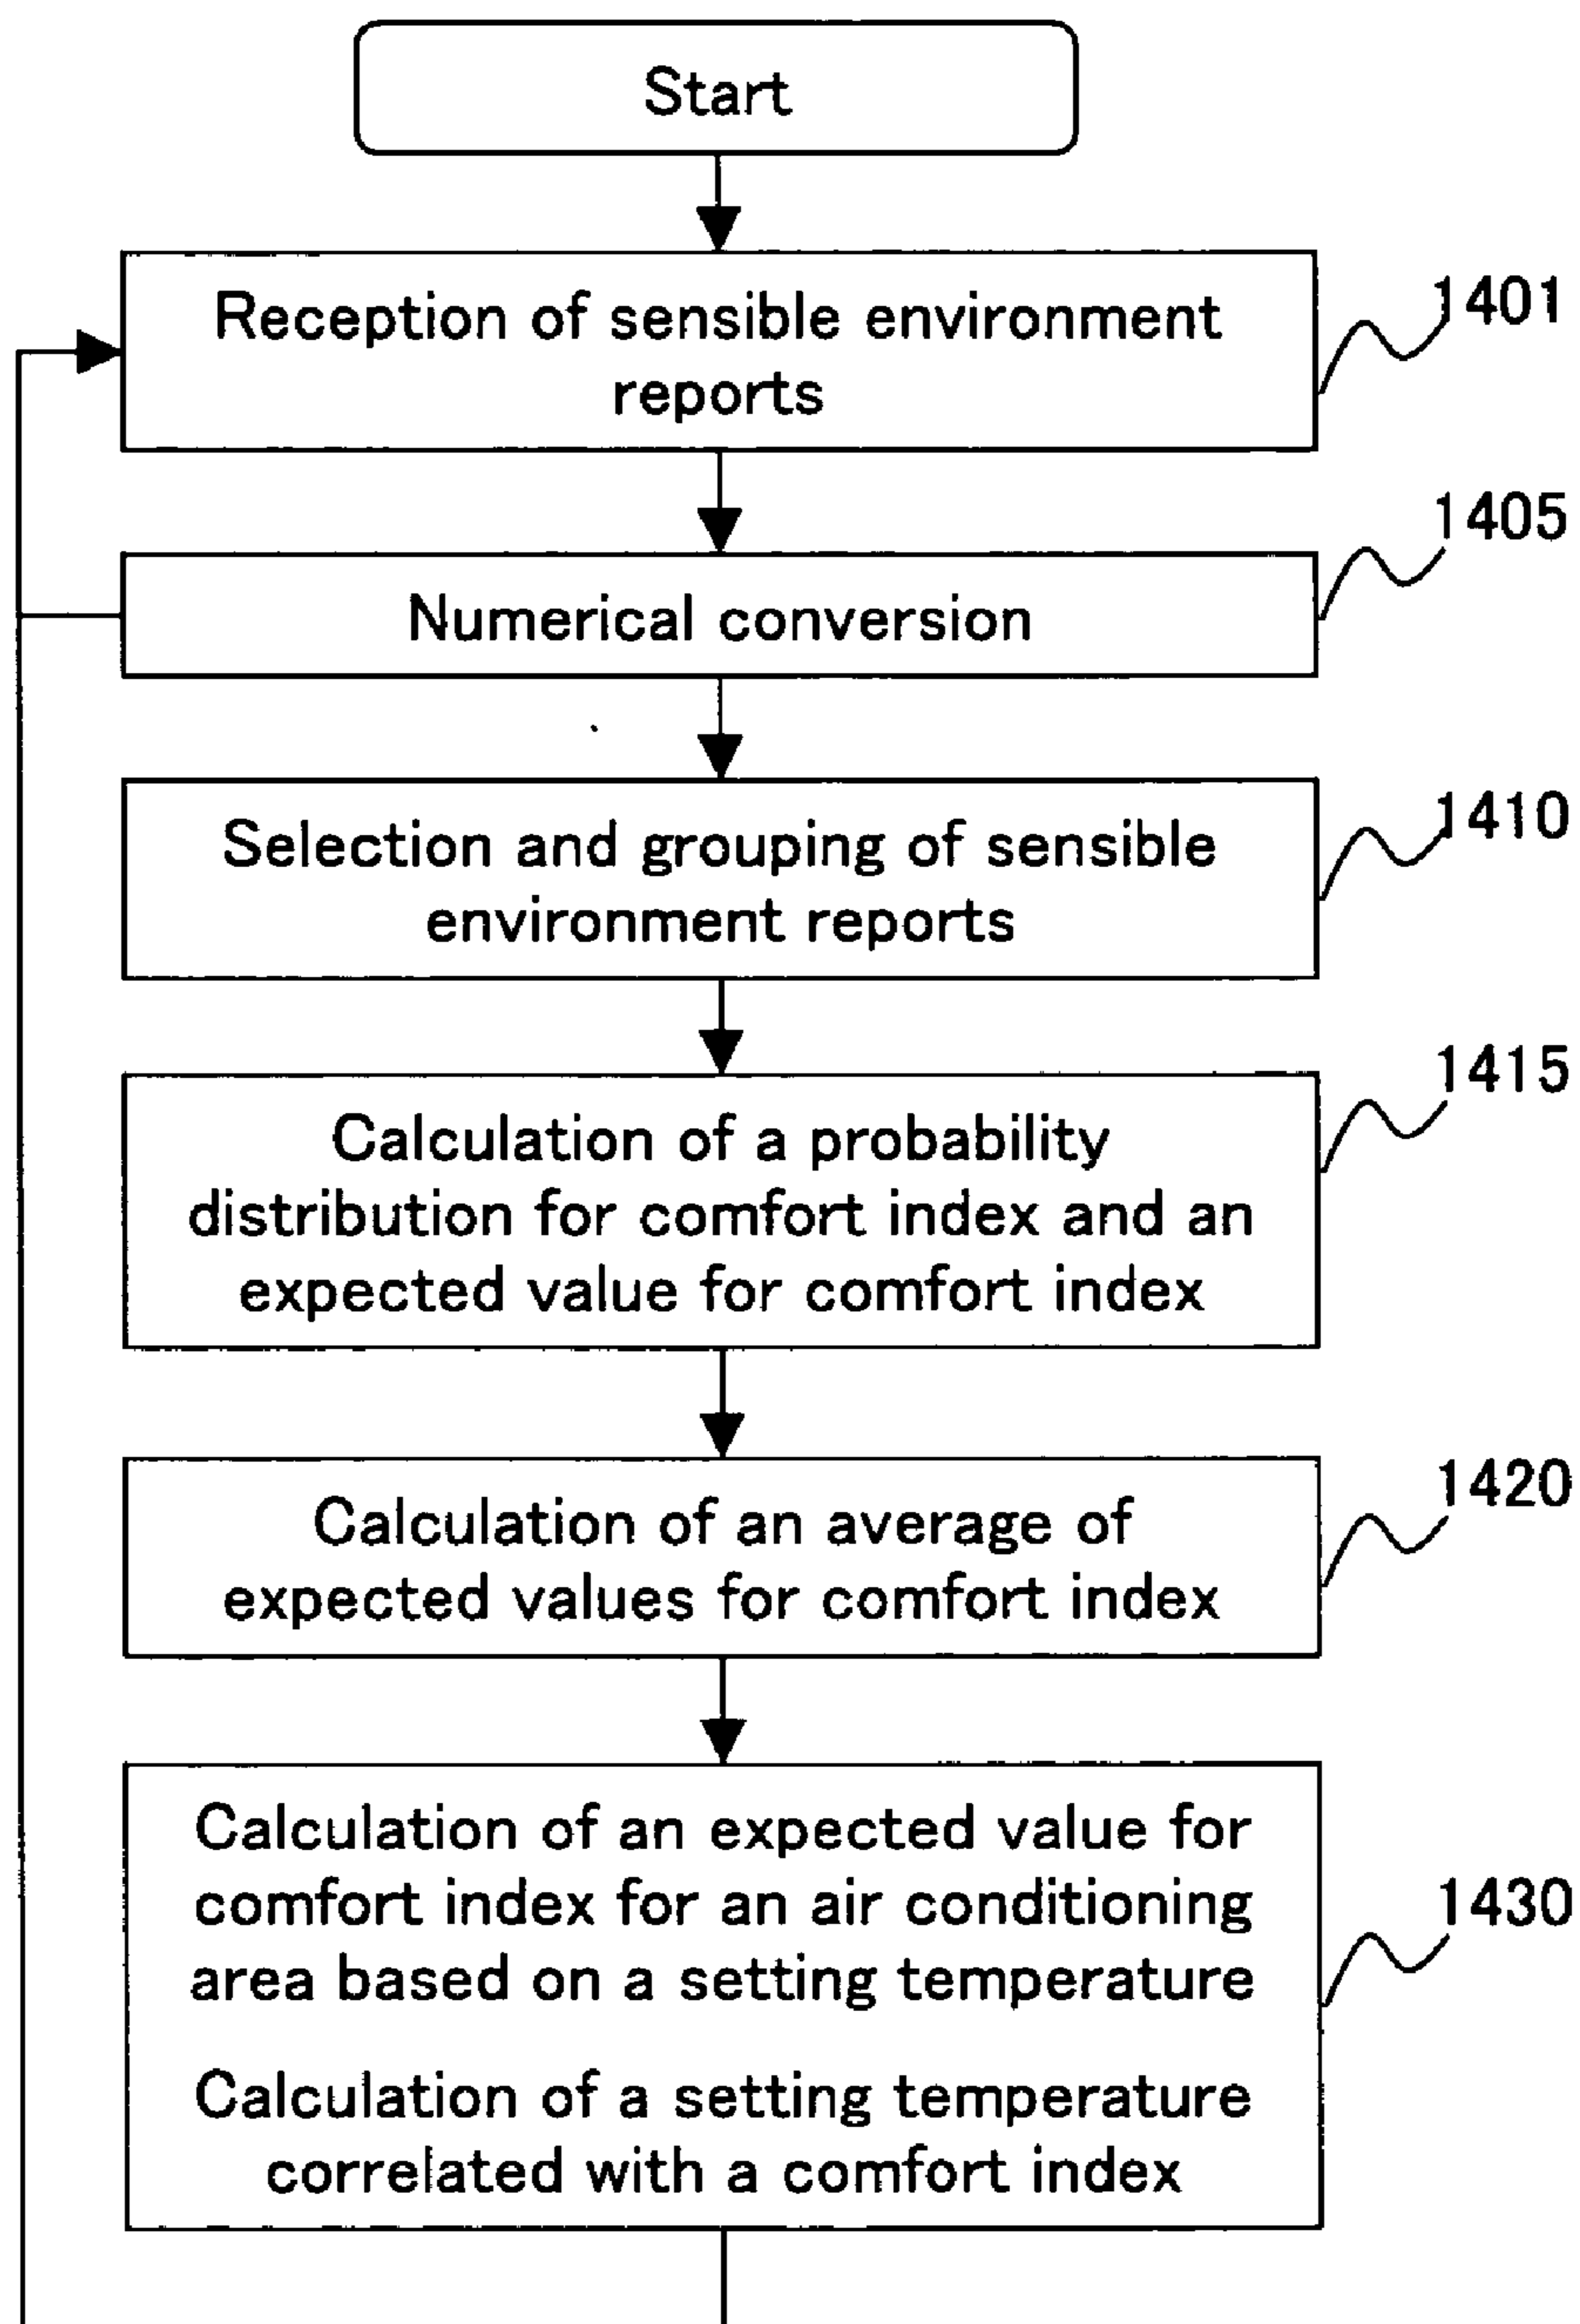 Start
Reception of sensible environment
reports
1401
Numerical conversion
1405
Selection and grouping of sensible
environment reports
1410
Calculation of a probability
distribution for comfort index and an
expected value for comfort index
1415
Calculation of an average of
expected values for comfort index
1420
Calculation of an expected value for
comfort index for an air conditioning
area based on a setting temperature
Calculation of a setting temperature
correlated with a comfort index
1430